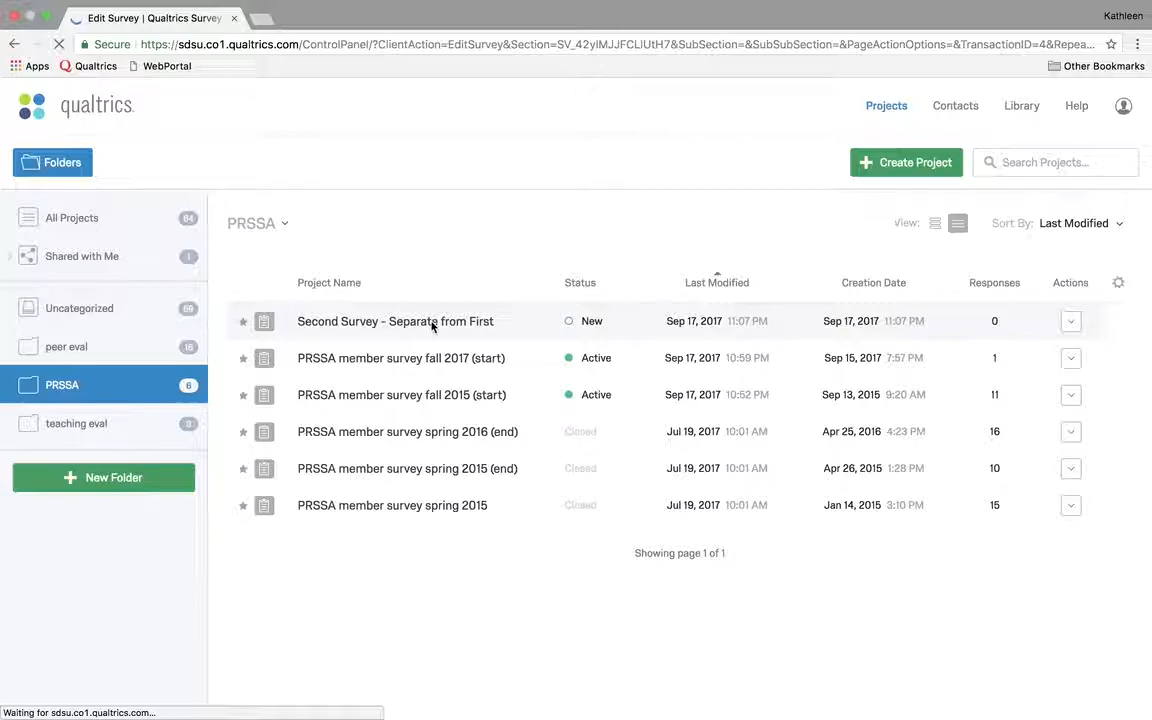 Edit Survey | Qualtrics Survey ×
Kathleen
Secure https://sdsu.co1.qualtrics.com/ControlPanel/?ClientAction=EditSurvey&Section=SV_42yIMJJFCLIUtH7&SubSection=&SubSubSection=&PageActionOptions=&TransactionID=4&Repea...
Apps Qualtrics WebPortal Other Bookmarks
qualtrics. Projects Contacts Library Help
Folders + Create Project Search Projects...
All Projects 84
Shared with Me 1
Uncategorized 69
peer eval 16
PRSSA 6
teaching eval 3
+ New Folder
PRSSA View: Sort By: Last Modified
Project Name Status Last Modified Creation Date Responses Actions
Second Survey - Separate from First New Sep 17, 2017 11:07 PM Sep 17, 2017 11:07 PM 0
PRSSA member survey fall 2017 (start) Active Sep 17, 2017 10:59 PM Sep 15, 2017 7:57 PM 1
PRSSA member survey fall 2015 (start) Active Sep 17, 2017 10:52 PM Sep 13, 2015 9:20 AM 11
PRSSA member survey spring 2016 (end) Closed Jul 19, 2017 10:01 AM Apr 25, 2016 4:23 PM 16
PRSSA member survey spring 2015 (end) Closed Jul 19, 2017 10:01 AM Apr 26, 2015 1:28 PM 10
PRSSA member survey spring 2015 Closed Jul 19, 2017 10:01 AM Jan 14, 2015 3:10 PM 15
Showing page 1 of 1
Waiting for sdsu.co1.qualtrics.com...